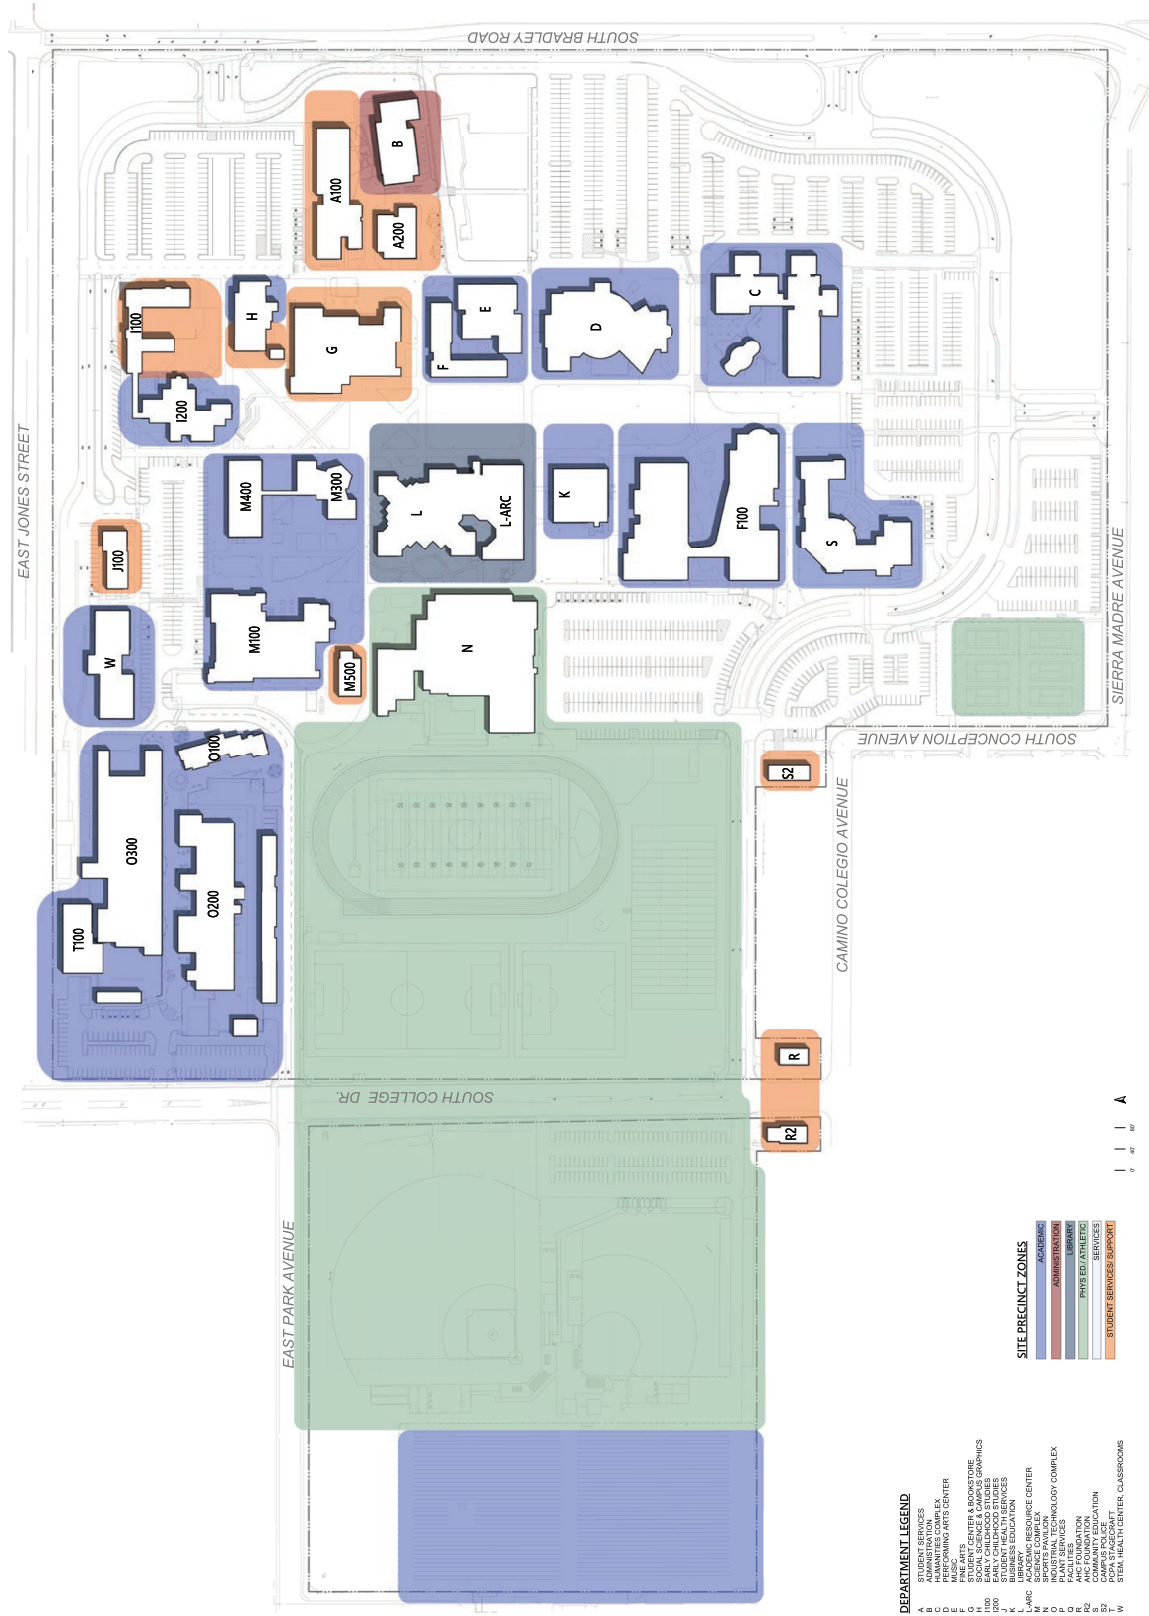 SOUTH BRADLEY ROAD
EAST JONES STREET
SIERRA MADRE AVENUE
SOUTH CONCEPTION AVENUE
CAMINO COLEGIO AVENUE
SOUTH COLLEGE DR.
EAST PARK AVENUE
B
A100
A200
I100
H
G
E
F
D
C
I200
M400
M300
L
L-ARC
K
F100
S
J100
W
M100
M500
N
O100
O300
O200
T100
S2
R
R2
0'
40'
80'
SITE PRECINCT ZONES
ACADEMIC
ADMINISTRATION
LIBRARY
PHYS ED./ ATHLETIC
SERVICES
STUDENT SERVICES/ SUPPORT
DEPARTMENT LEGEND
A STUDENT SERVICES
B ADMINISTRATION
C HUMANITIES COMPLEX
D PERFORMING ARTS CENTER
E MUSIC
F FINE ARTS
G STUDENT CENTER & BOOKSTORE
H SOCIAL SCIENCE & CAMPUS GRAPHICS
I100 EARLY CHILDHOOD STUDIES
I200 EARLY CHILDHOOD STUDIES
J STUDENT HEALTH SERVICES
K BUSINESS EDUCATION
L LIBRARY
L-ARC ACADEMIC RESOURCE CENTER
M SCIENCE COMPLEX
N SPORTS PAVILION
O INDUSTRIAL TECHNOLOGY COMPLEX
P PLANT SERVICES
Q FACILITIES
R AHC FOUNDATION
R2 AHC FOUNDATION
S COMMUNITY EDUCATION
S2 CAMPUS POLICE
T PCPA STAGECRAFT
W STEM, HEALTH CENTER, CLASSROOMS